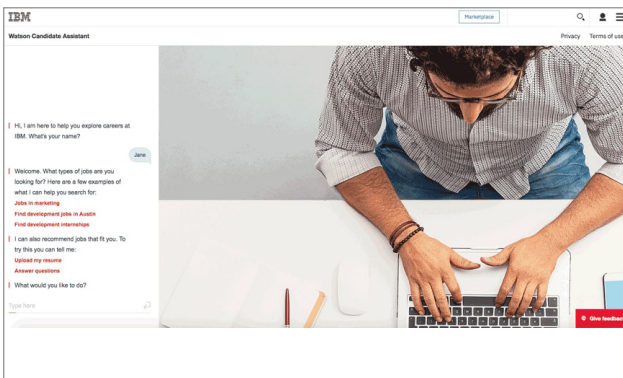 IBM
Marketplace
Watson Candidate Assistant
Privacy Terms of use
Hi, I am here to help you explore careers at
IBM. What's your name?
Jane
Welcome. What types of jobs are you
looking for? Here are a few examples of
what I can help you search for:
Jobs in marketing
Find development jobs in Austin
Find development internships
I can also recommend jobs that fit you. To
try this you can tell me:
Upload my resume
Answer questions
What would you like to do?
Type here
Give feedback